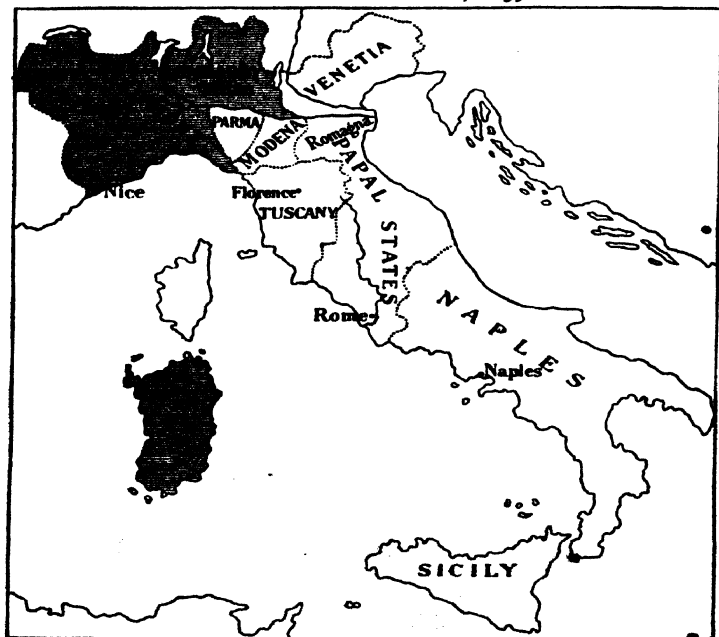 VENETIA
PARMA
MODENA
Romagna
PAPAL STATES
Nice
Florence
TUSCANY
Rome
NAPLES
Naples
SICILY